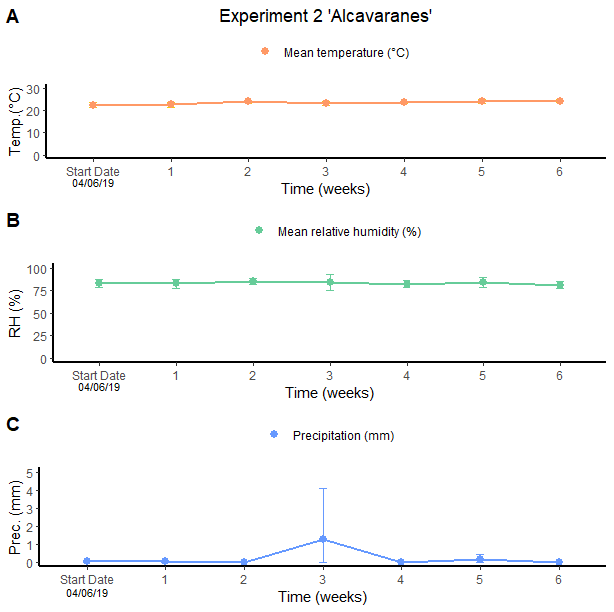 A
Experiment 2 'Alcavaranes'
Mean temperature (°C)
Temp.(°C)
30
20
10
0
Start Date 1 2 3 4 5 6
04/06/19
Time (weeks)
B
Mean relative humidity (%)
RH (%)
100
75
50
25
0
Start Date 1 2 3 4 5 6
04/06/19
Time (weeks)
C
Precipitation (mm)
Prec. (mm)
5
4
3
2
1
0
Start Date 1 2 3 4 5 6
04/06/19
Time (weeks)